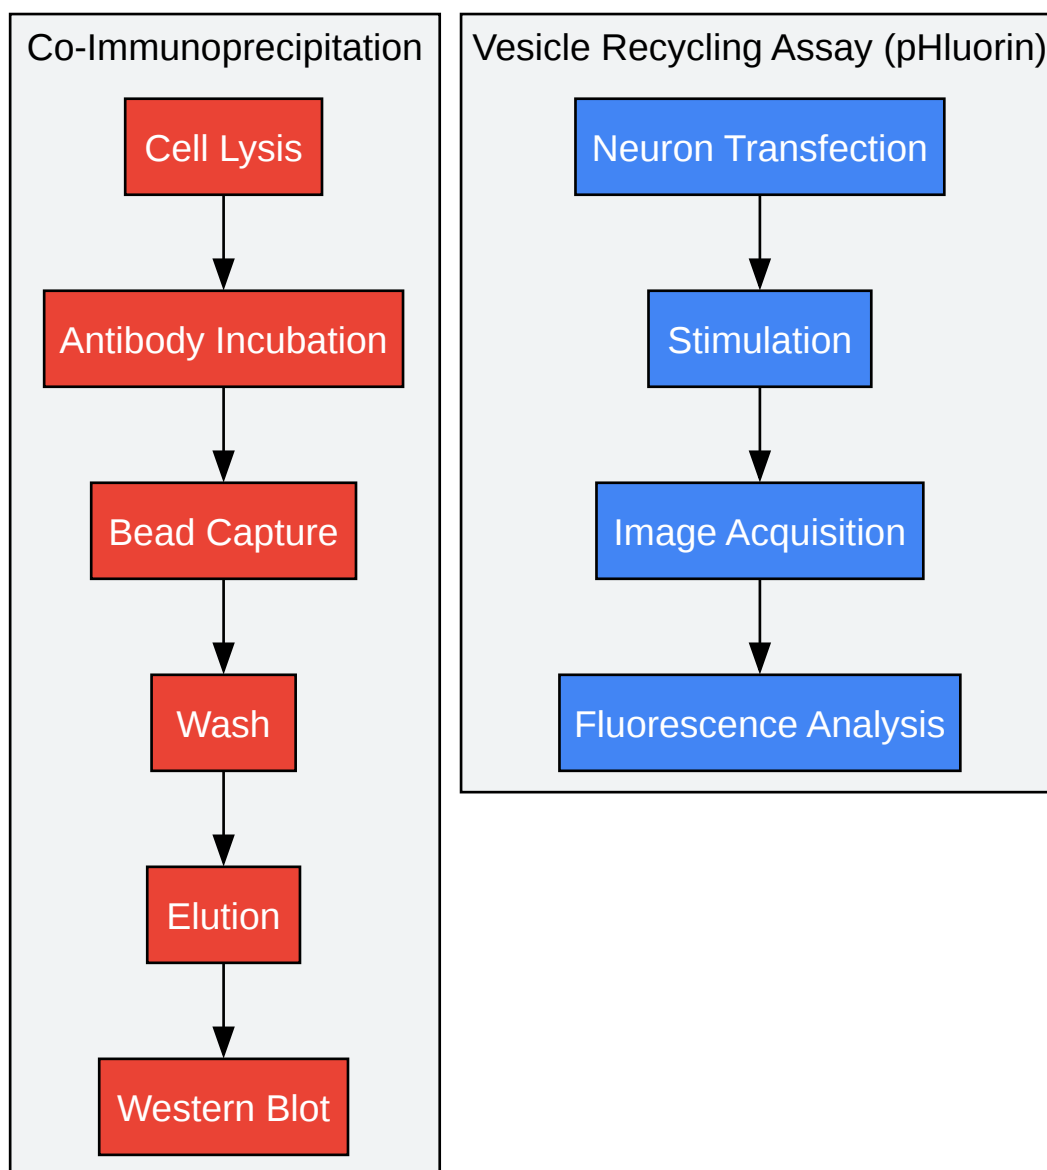 Co-Immunoprecipitation
Cell Lysis
Antibody Incubation
Bead Capture
Wash
Elution
Western Blot
Vesicle Recycling Assay (pHluorin)
Neuron Transfection
Stimulation
Image Acquisition
Fluorescence Analysis